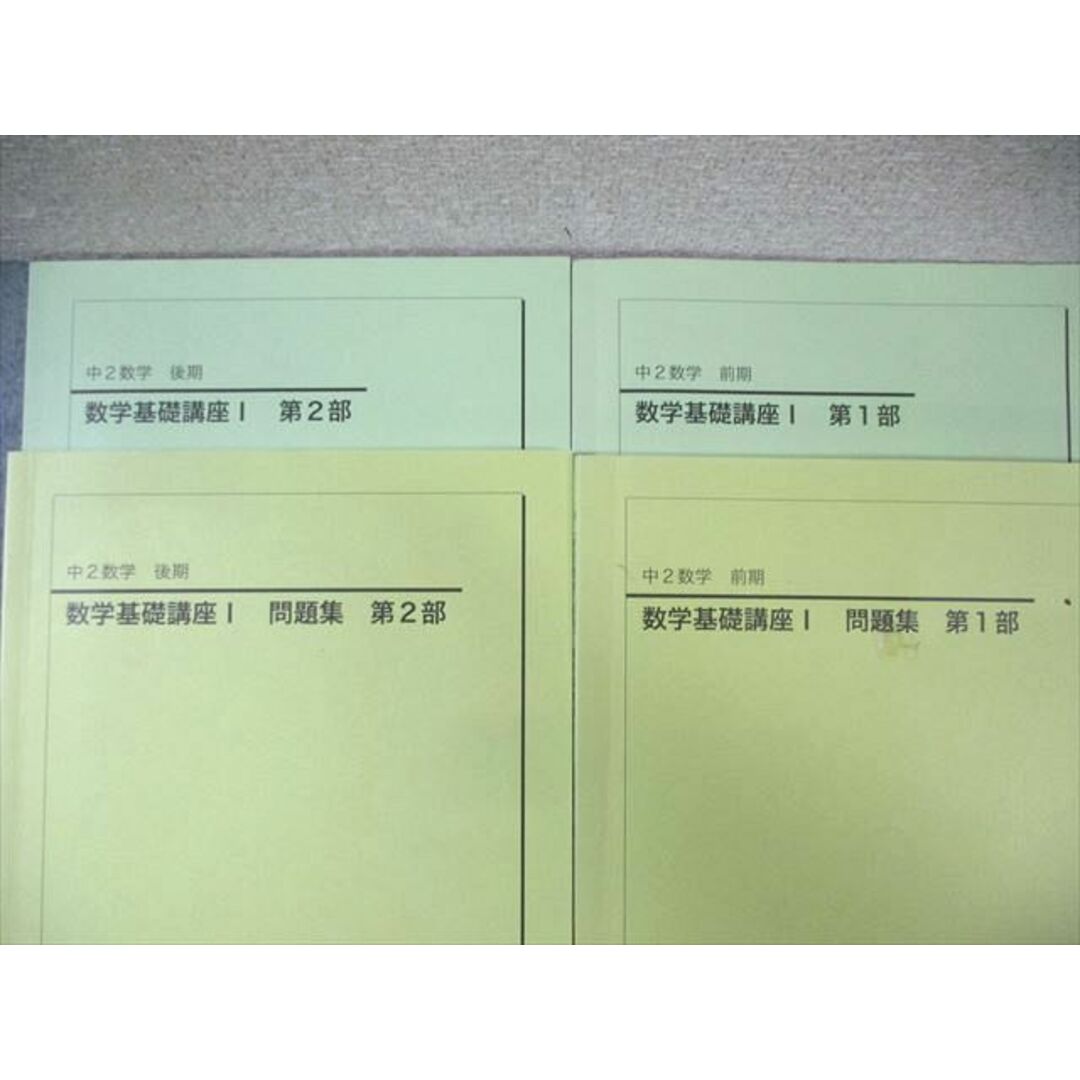 中２数学　後期
数学基礎講座Ⅰ　第２部
中２数学　前期
数学基礎講座Ⅰ　第１部
中２数学　後期
数学基礎講座Ⅰ　問題集　第２部
中２数学　前期
数学基礎講座Ⅰ　問題集　第１部